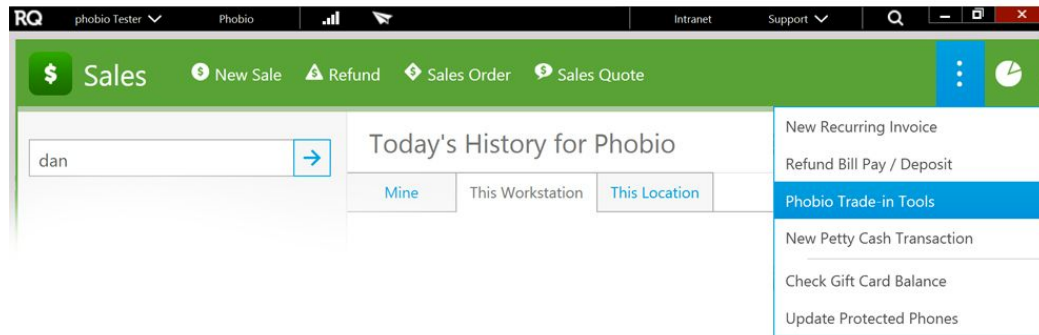 RQ phobio Tester Phobio Intranet Support
$ Sales $ New Sale $ Refund $ Sales Order $ Sales Quote
dan
Today's History for Phobio
Mine This Workstation This Location
New Recurring Invoice
Refund Bill Pay / Deposit
Phobio Trade-in Tools
New Petty Cash Transaction
Check Gift Card Balance
Update Protected Phones